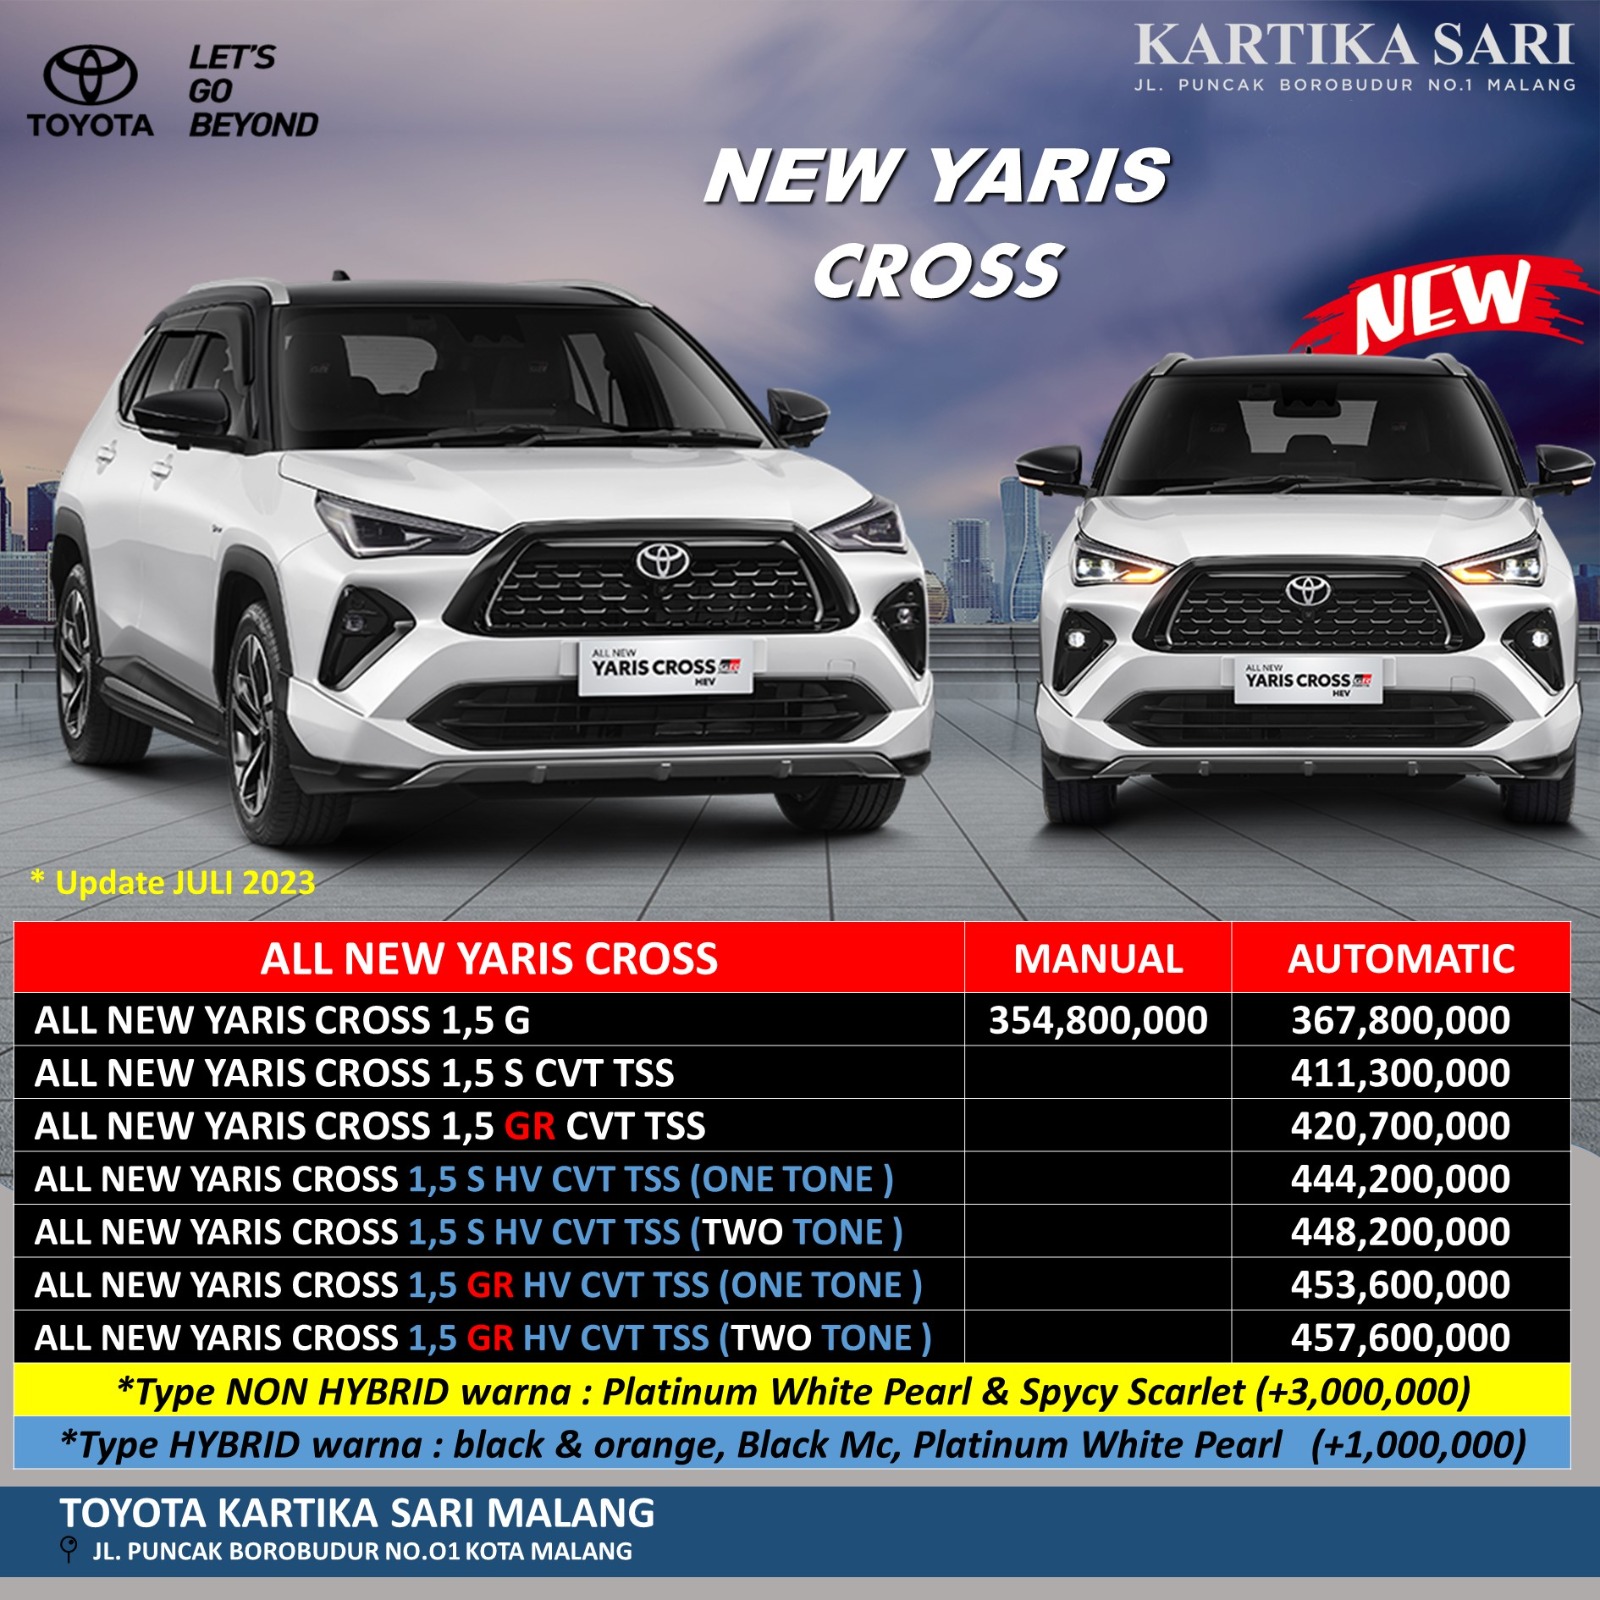 TOYOTA
LET'S
GO
BEYOND
KARTIKA SARI
JL. PUNCAK BOROBUDUR NO.1 MALANG
NEW YARIS
CROSS
NEW
ALL NEW
YARIS CROSS GR
HEV
ALL NEW
YARIS CROSS GR
HEV
* Update JULI 2023
ALL NEW YARIS CROSS MANUAL AUTOMATIC
ALL NEW YARIS CROSS 1,5 G 354,800,000 367,800,000
ALL NEW YARIS CROSS 1,5 S CVT TSS 411,300,000
ALL NEW YARIS CROSS 1,5 GR CVT TSS 420,700,000
ALL NEW YARIS CROSS 1,5 S HV CVT TSS (ONE TONE ) 444,200,000
ALL NEW YARIS CROSS 1,5 S HV CVT TSS (TWO TONE ) 448,200,000
ALL NEW YARIS CROSS 1,5 GR HV CVT TSS (ONE TONE ) 453,600,000
ALL NEW YARIS CROSS 1,5 GR HV CVT TSS (TWO TONE ) 457,600,000
*Type NON HYBRID warna : Platinum White Pearl & Spycy Scarlet (+3,000,000)
*Type HYBRID warna : black & orange, Black Mc, Platinum White Pearl (+1,000,000)
TOYOTA KARTIKA SARI MALANG
JL. PUNCAK BOROBUDUR NO.O1 KOTA MALANG